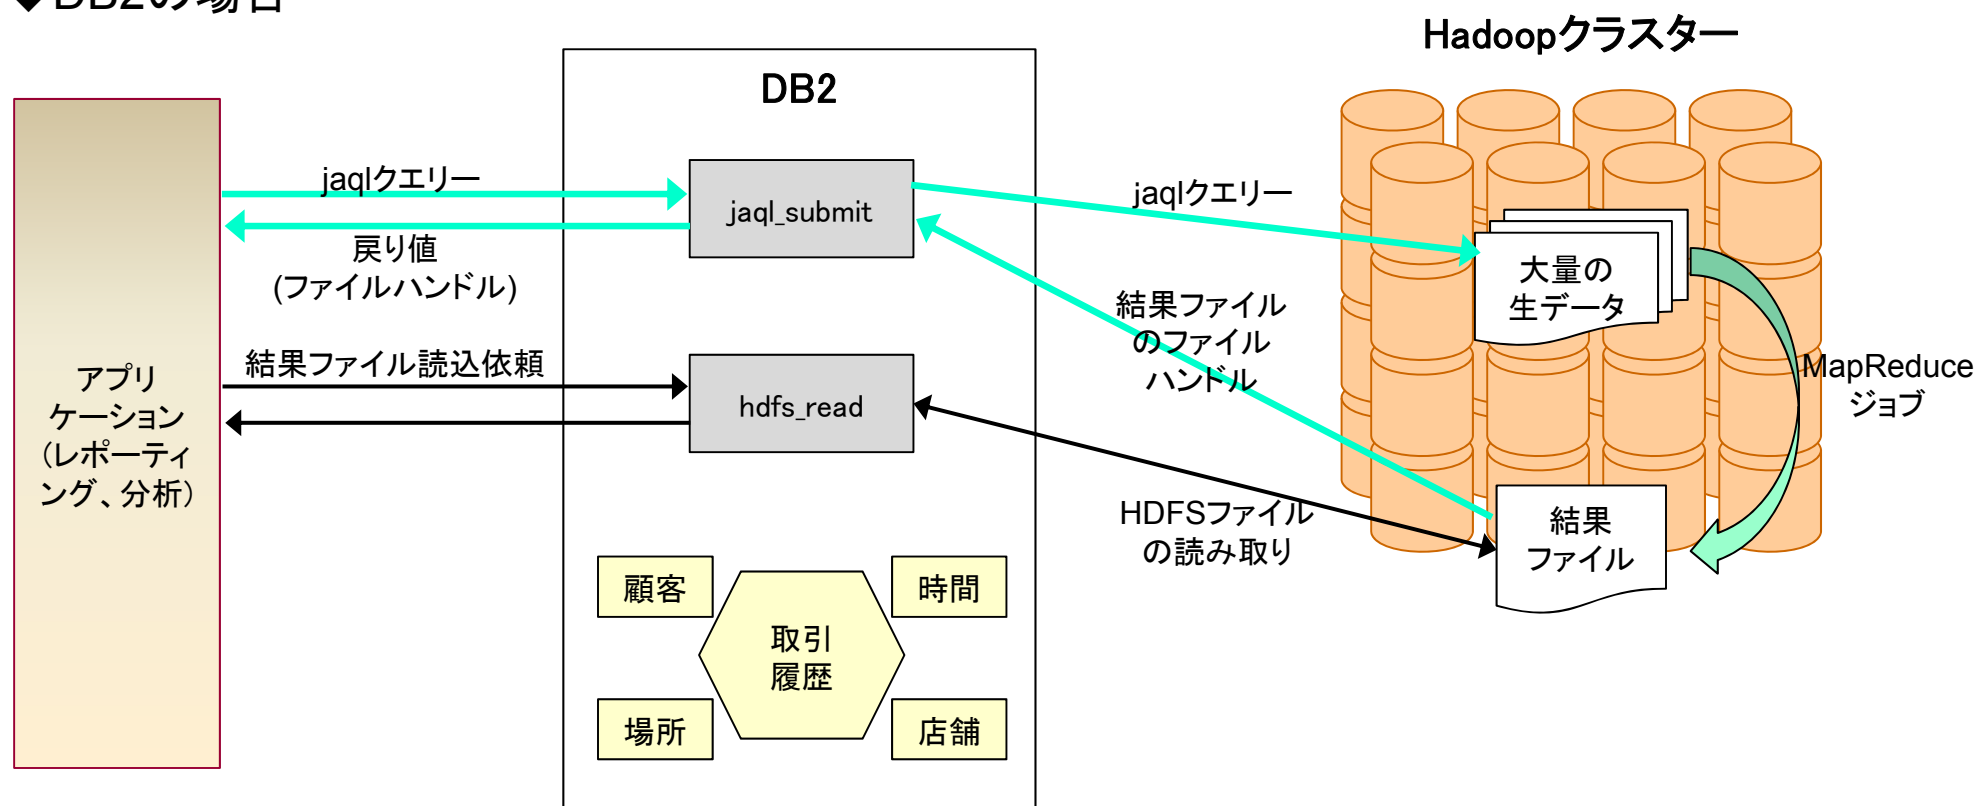 ◆DB2の場合
Hadoopクラスター
DB2
jaqlクエリー
jaql_submit
jaqlクエリー
戻り値
(ファイルハンドル)
大量の
生データ
結果ファイル
のファイル
ハンドル
MapReduce
ジョブ
アプリ
ケーション
(レポーティ
ング、分析)
結果ファイル読込依頼
hdfs_read
HDFSファイル
の読み取り
結果
ファイル
顧客
時間
取引
履歴
場所
店舗